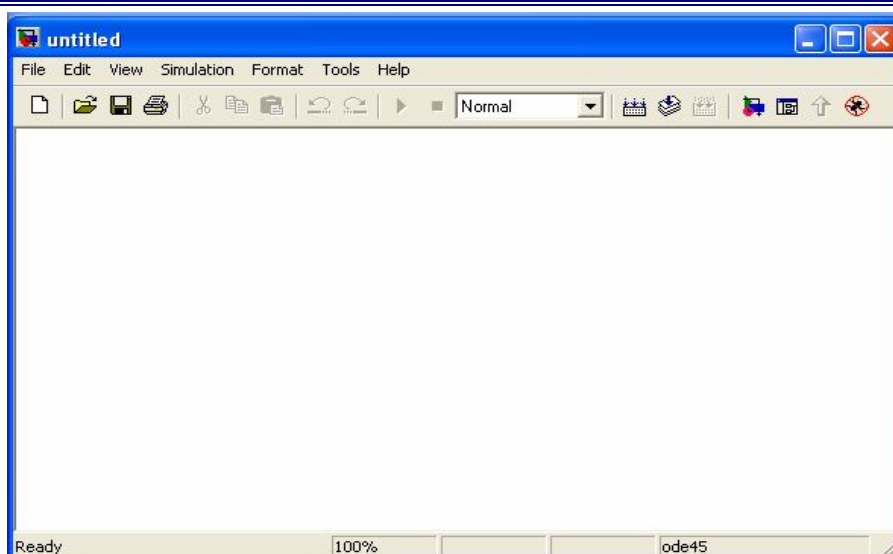 untitled
File Edit View Simulation Format Tools Help
Normal
Ready 100% ode45